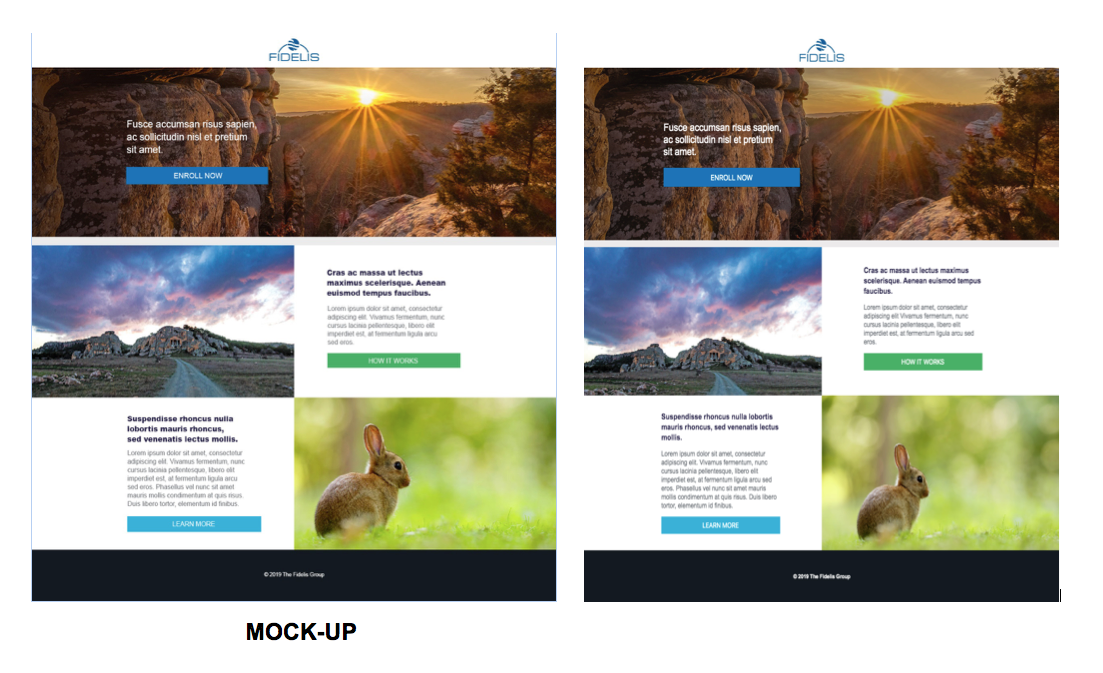 FIDELIS
Fusce accumsan risus sapien,
ac sollicitudin nisl et pretium
sit amet.
ENROLL NOW
Cras ac massa ut lectus
maximus scelerisque. Aenean
euismod tempus faucibus.
Lorem ipsum dolor sit amet, consectetur
adipiscing elit. Vivamus fermentum, nunc
cursus lacinia pellentesque, libero elit
imperdiet est, at fermentum ligula arcu
sed eros.
HOW IT WORKS
Suspendisse rhoncus nulla
lobortis mauris rhoncus,
sed venenatis lectus mollis.
Lorem ipsum dolor sit amet, consectetur
adipiscing elit. Vivamus fermentum, nunc
cursus lacinia pellentesque, libero elit
imperdiet est, at fermentum ligula arcu
sed eros. Phasellus vel nunc sit amet
mauris mollis condimentum at quis risus.
Duis libero tortor, elementum id finibus.
LEARN MORE
© 2019 The Fidelis Group
MOCK-UP
FIDELIS
Fusce accumsan risus sapien,
ac sollicitudin nisl et pretium
sit amet.
ENROLL NOW
Cras ac massa ut lectus maximus
scelerisque. Aenean euismod tempus
faucibus.
Lorem ipsum dolor sit amet, consectetur
adipiscing elit. Vivamus fermentum, nunc
cursus lacinia pellentesque, libero elit
imperdiet est, at fermentum ligula arcu sed
eros.
HOW IT WORKS
Suspendisse rhoncus nulla lobortis
mauris rhoncus, sed venenatis lectus
mollis.
Lorem ipsum dolor sit amet, consectetur
adipiscing elit. Vivamus fermentum, nunc
cursus lacinia pellentesque, libero elit
imperdiet est, at fermentum ligula arcu sed
eros. Phasellus vel nunc sit amet mauris
mollis condimentum at quis risus. Duis libero
tortor, elementum id finibus.
LEARN MORE
© 2019 The Fidelis Group